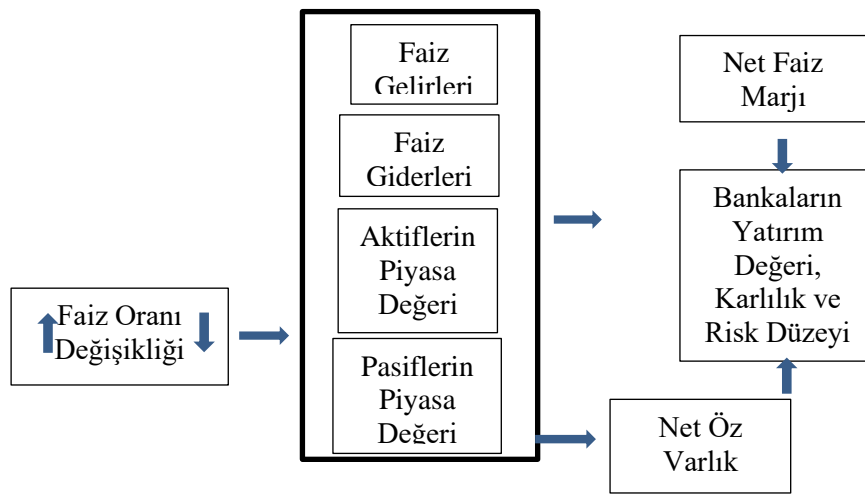 Faiz Oranı
Değişikliği
Faiz
Gelirleri
Faiz
Giderleri
Aktiflerin
Piyasa
Değeri
Pasiflerin
Piyasa
Değeri
Net Faiz
Marjı
Bankaların
Yatırım
Değeri,
Karlılık ve
Risk Düzeyi
Net Öz
Varlık